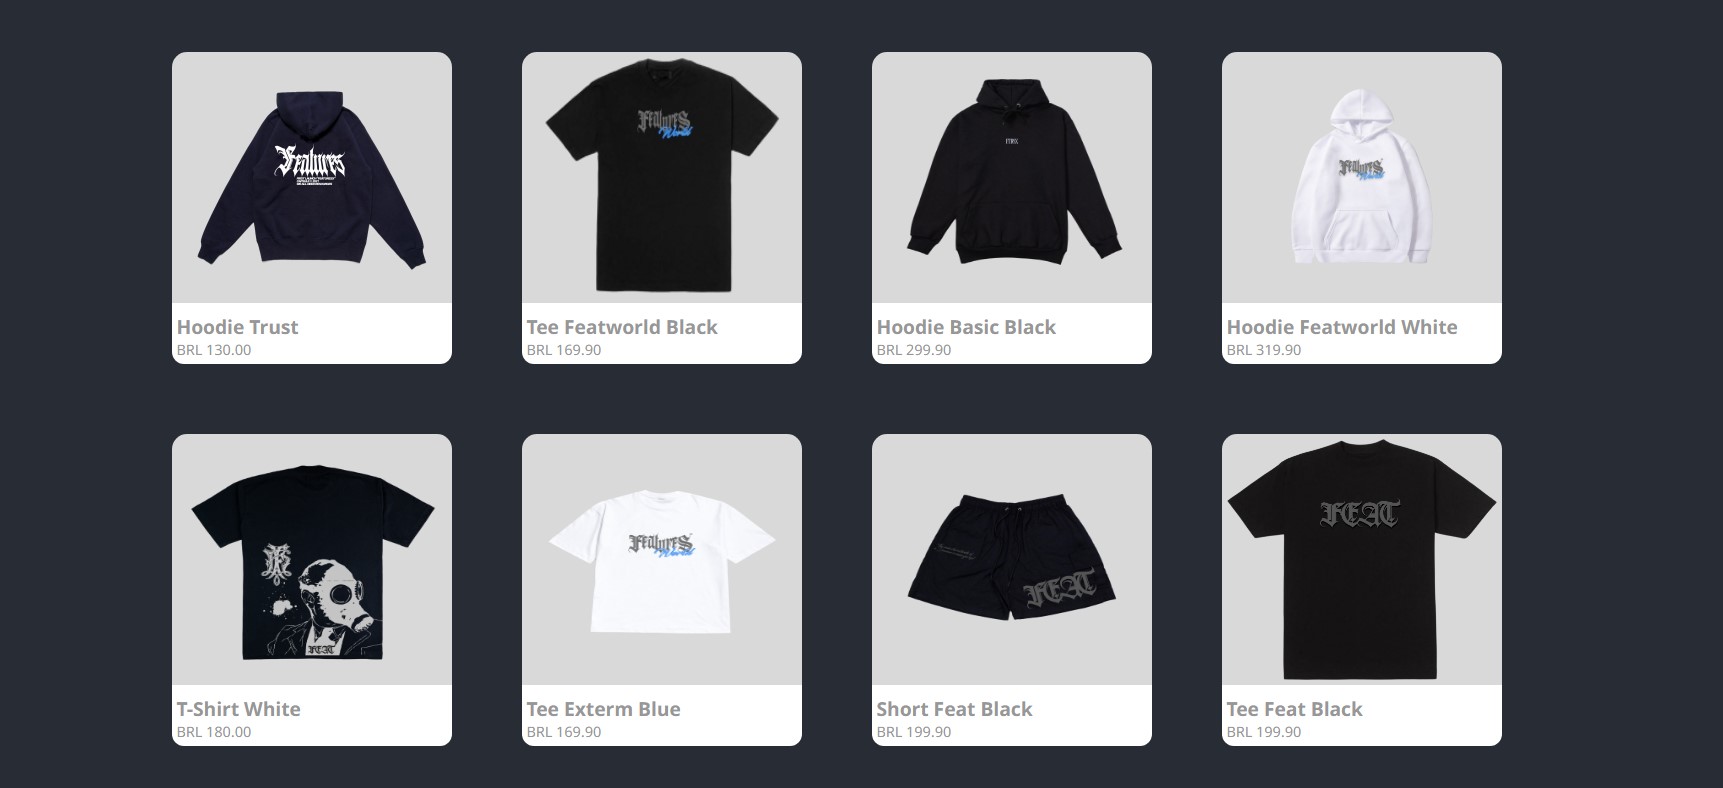 Features
Features
World
FTRSX
Features
World
Hoodie Trust
BRL 130.00
Tee Featworld Black
BRL 169.90
Hoodie Basic Black
BRL 299.90
Hoodie Featworld White
BRL 319.90
FEAT
Features
World
FEAT
FEAT
T-Shirt White
BRL 180.00
Tee Exterm Blue
BRL 169.90
Short Feat Black
BRL 199.90
Tee Feat Black
BRL 199.90